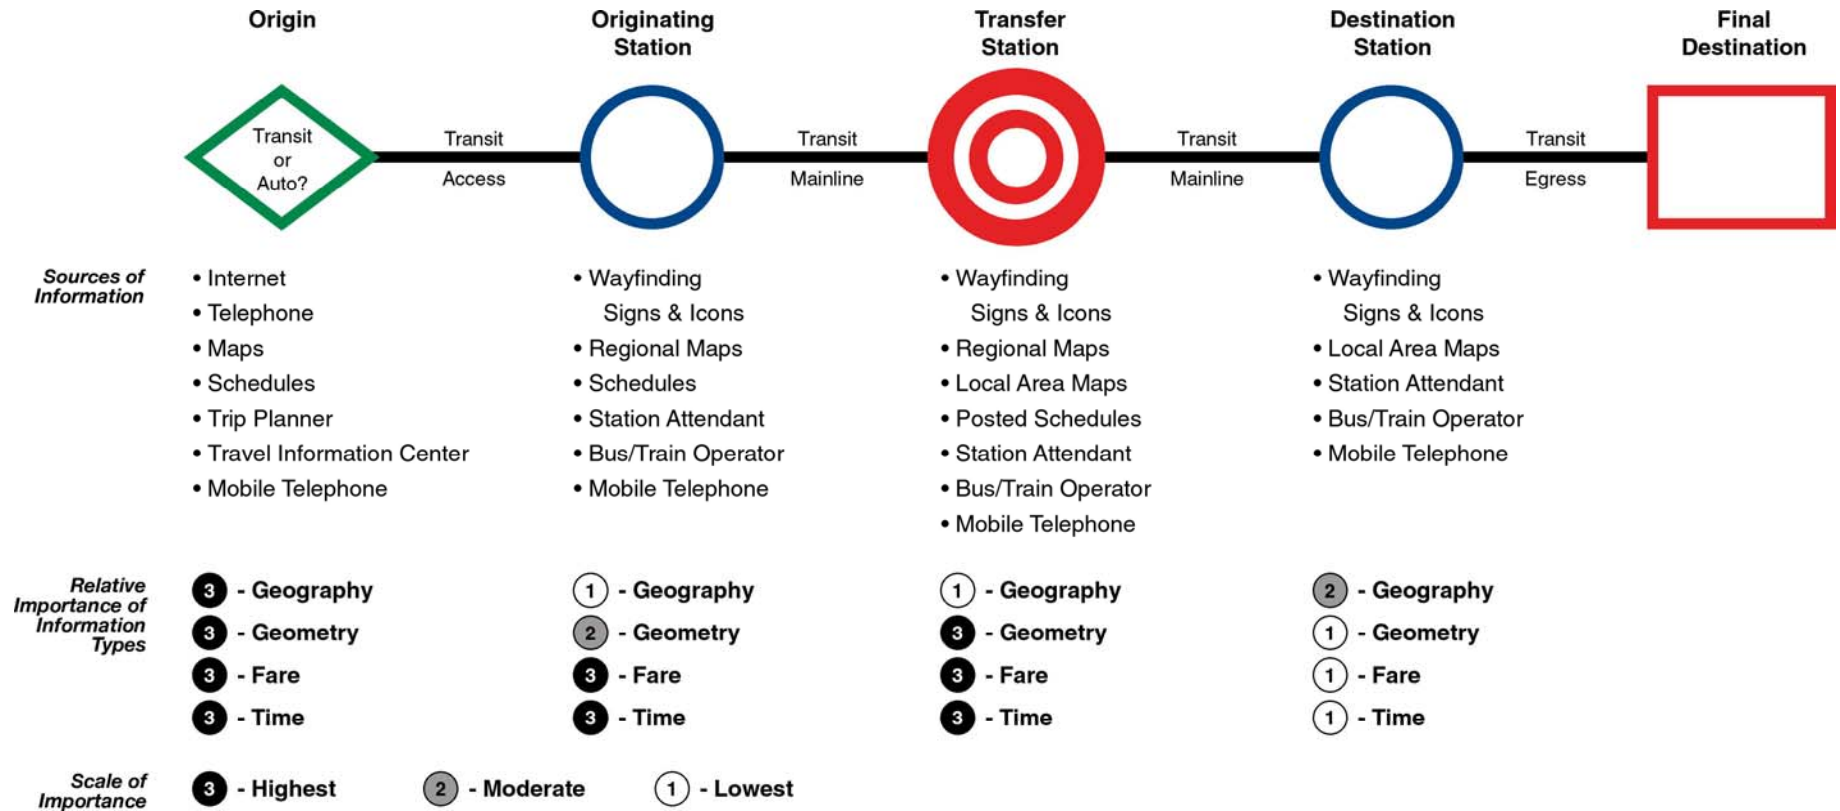 Origin
Originating
Station
Transfer
Station
Destination
Station
Final
Destination
Transit
or
Auto?
Transit
Access
Transit
Mainline
Transit
Mainline
Transit
Egress
Sources of
Information
• Internet
• Telephone
• Maps
• Schedules
• Trip Planner
• Travel Information Center
• Mobile Telephone
• Wayfinding
Signs & Icons
• Regional Maps
• Schedules
• Station Attendant
• Bus/Train Operator
• Mobile Telephone
• Wayfinding
Signs & Icons
• Regional Maps
• Local Area Maps
• Posted Schedules
• Station Attendant
• Bus/Train Operator
• Mobile Telephone
• Wayfinding
Signs & Icons
• Local Area Maps
• Station Attendant
• Bus/Train Operator
• Mobile Telephone
Relative
Importance of
Information
Types
3 - Geography
3 - Geometry
3 - Fare
3 - Time
1 - Geography
2 - Geometry
3 - Fare
3 - Time
1 - Geography
3 - Geometry
3 - Fare
3 - Time
2 - Geography
1 - Geometry
1 - Fare
1 - Time
Scale of
Importance
3 - Highest
2 - Moderate
1 - Lowest